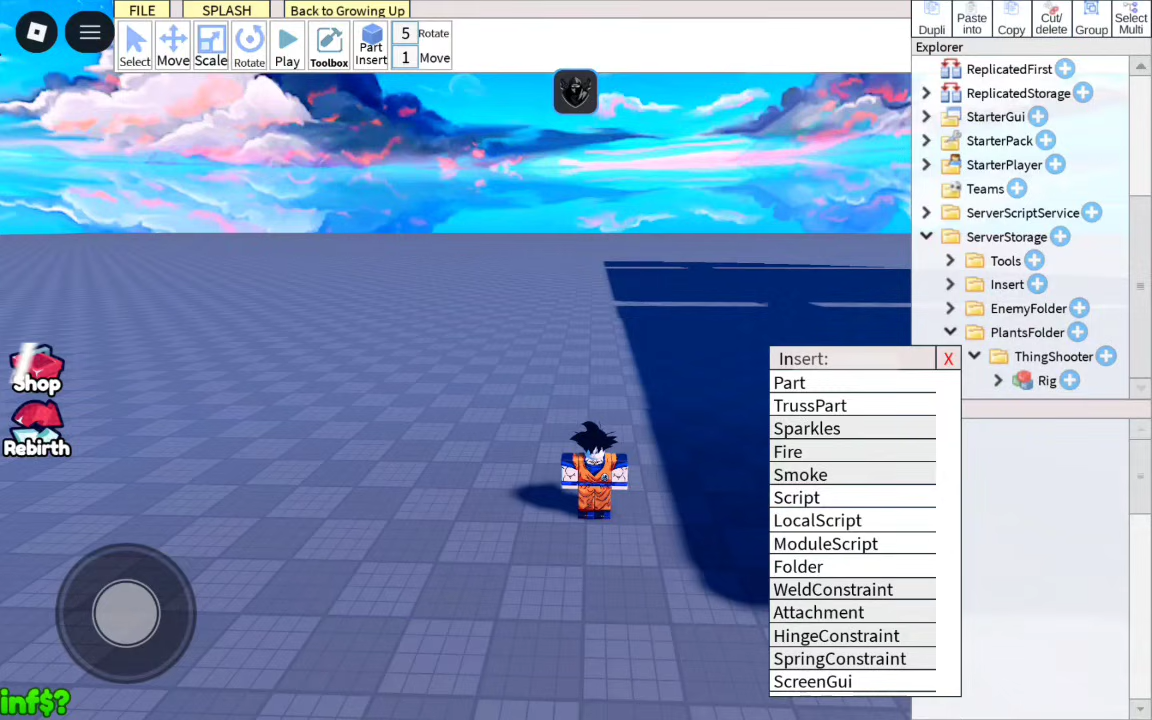 FILE
SPLASH
Back to Growing Up
Select
Move
Scale
Rotate
Play
Toolbox
Part
Insert
5 Rotate
1 Move
Dupli
Paste
into
Copy
Cut/
delete
Group
Select
Multi
Explorer
ReplicatedFirst
ReplicatedStorage
StarterGui
StarterPack
StarterPlayer
Teams
ServerScriptService
ServerStorage
Tools
Insert
EnemyFolder
PlantsFolder
ThingShooter
Rig
Insert: X
Part
TrussPart
Sparkles
Fire
Smoke
Script
LocalScript
ModuleScript
Folder
WeldConstraint
Attachment
HingeConstraint
SpringConstraint
ScreenGui
Shop
Rebirth
inf$?